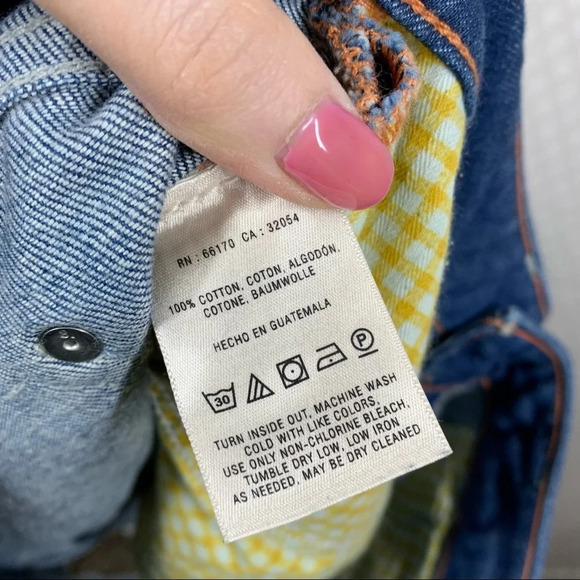 RN : 66170 CA : 32054
100% COTTON, COTON, ALGODÓN,
COTONE, BAUMWOLLE
HECHO EN GUATEMALA
30 P
TURN INSIDE OUT, MACHINE WASH
COLD WITH LIKE COLORS,
USE ONLY NON-CHLORINE BLEACH,
TUMBLE DRY LOW, LOW IRON
AS NEEDED. MAY BE DRY CLEANED